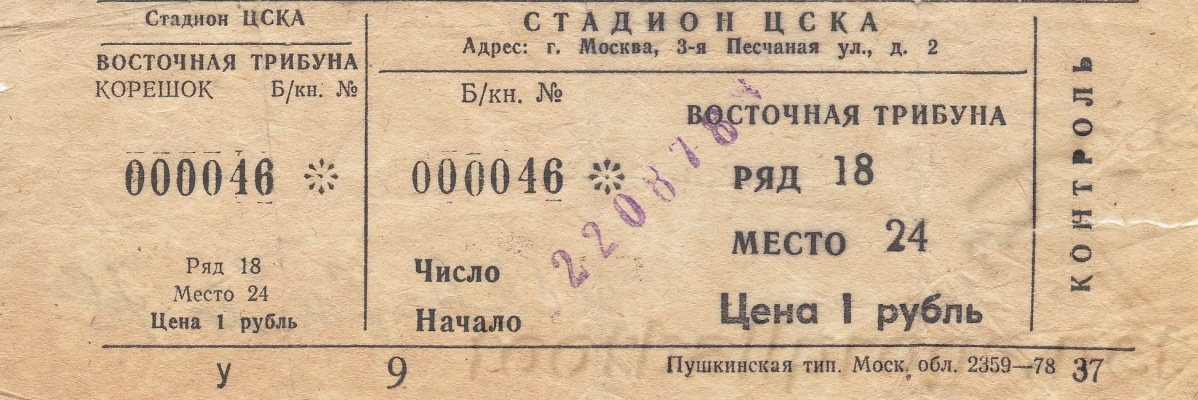 Стадион ЦСКА
ВОСТОЧНАЯ ТРИБУНА
КОРЕШОК Б/кн. №
000046
Ряд 18
Место 24
Цена 1 рубль
У
СТАДИОН ЦСКА
Адрес: г. Москва, 3-я Песчаная ул., д. 2
Б/кн. №
000046
220878
ВОСТОЧНАЯ ТРИБУНА
РЯД 18
МЕСТО 24
Число
Начало
Цена 1 рубль
9
Пушкинская тип. Моск. обл. 2359—78 37
КОНТРОЛЬ